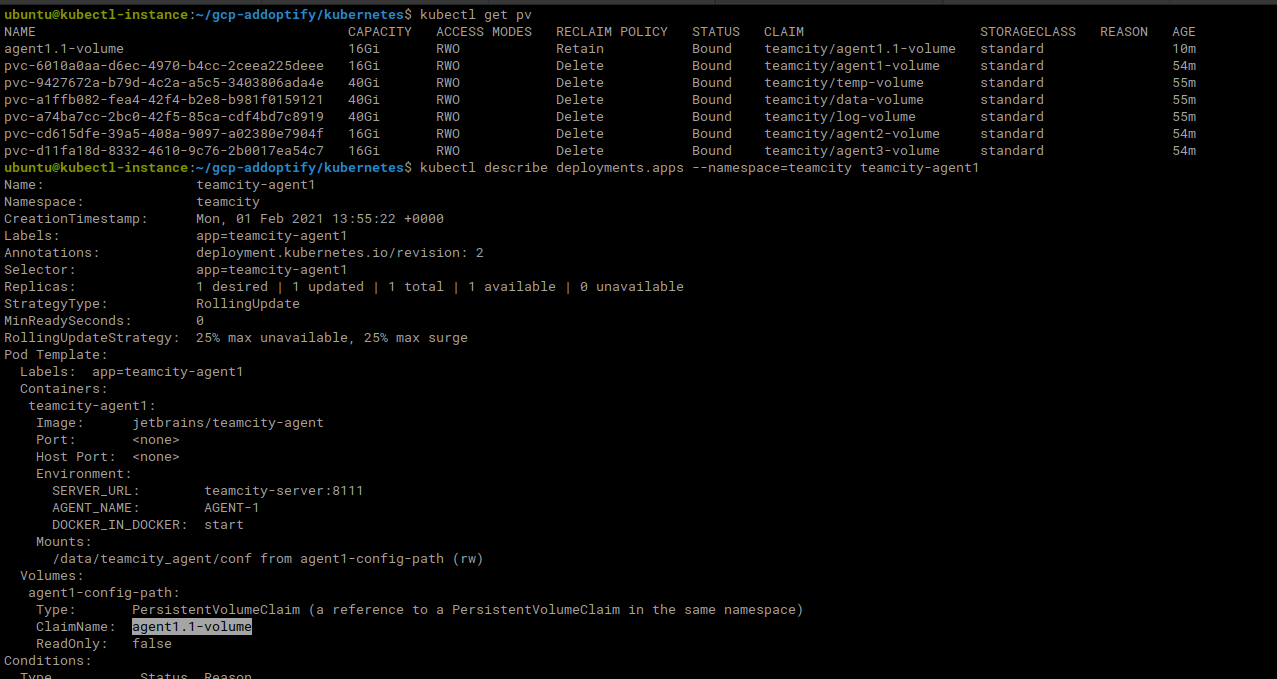 ubuntu@kubectl-instance:~/gcp-addoptify/kubernetes$ kubectl get pv
NAME CAPACITY ACCESS MODES RECLAIM POLICY STATUS CLAIM STORAGECLASS REASON AGE
agent1.1-volume 16Gi RWO Retain Bound teamcity/agent1.1-volume standard 10m
pvc-6010a0aa-d6ec-4970-b4cc-2ceea225deee 16Gi RWO Delete Bound teamcity/agent1-volume standard 54m
pvc-9427672a-b79d-4c2a-a5c5-3403806ada4e 40Gi RWO Delete Bound teamcity/temp-volume standard 55m
pvc-a1ffb082-fea4-42f4-b2e8-b981f0159121 40Gi RWO Delete Bound teamcity/data-volume standard 55m
pvc-a74ba7cc-2bc0-42f5-85ca-cdf4bd7c8919 40Gi RWO Delete Bound teamcity/log-volume standard 55m
pvc-cd615dfe-39a5-408a-9097-a02380e7904f 16Gi RWO Delete Bound teamcity/agent2-volume standard 54m
pvc-d11fa18d-8332-4610-9c76-2b0017ea54c7 16Gi RWO Delete Bound teamcity/agent3-volume standard 54m
ubuntu@kubectl-instance:~/gcp-addoptify/kubernetes$ kubectl describe deployments.apps --namespace=teamcity teamcity-agent1
Name: teamcity-agent1
Namespace: teamcity
CreationTimestamp: Mon, 01 Feb 2021 13:55:22 +0000
Labels: app=teamcity-agent1
Annotations: deployment.kubernetes.io/revision: 2
Selector: app=teamcity-agent1
Replicas: 1 desired | 1 updated | 1 total | 1 available | 0 unavailable
StrategyType: RollingUpdate
MinReadySeconds: 0
RollingUpdateStrategy: 25% max unavailable, 25% max surge
Pod Template:
Labels: app=teamcity-agent1
Containers:
teamcity-agent1:
Image: jetbrains/teamcity-agent
Port: <none>
Host Port: <none>
Environment:
SERVER_URL: teamcity-server:8111
AGENT_NAME: AGENT-1
DOCKER_IN_DOCKER: start
Mounts:
/data/teamcity_agent/conf from agent1-config-path (rw)
Volumes:
agent1-config-path:
Type: PersistentVolumeClaim (a reference to a PersistentVolumeClaim in the same namespace)
ClaimName: agent1.1-volume
ReadOnly: false
Conditions:
Type Status Reason